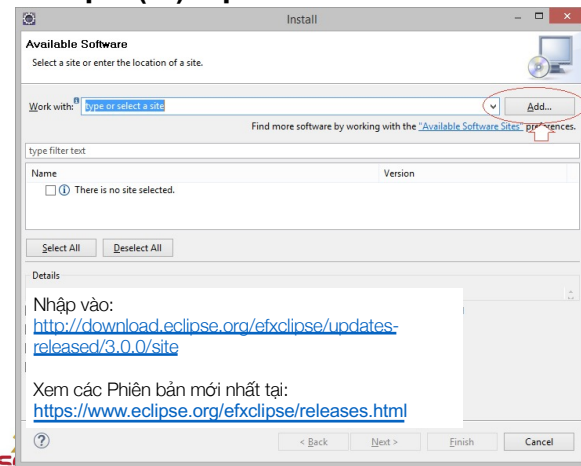 Install
Available Software
Select a site or enter the location of a site.
Work with: type or select a site
Add...
Find more software by working with the "Available Software Sites" preferences.
type filter text
Name Version
There is no site selected.
Select All Deselect All
Details
Nhập vào:
http://download.eclipse.org/efxclipse/updates-
released/3.0.0/site
Xem các Phiên bản mới nhất tại:
https://www.eclipse.org/efxclipse/releases.html
< Back Next > Finish Cancel